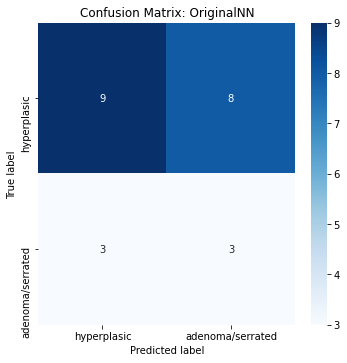 Confusion Matrix: OriginalNN
True label
hyperplasic
adenoma/serrated
9
8
3
3
hyperplasic
adenoma/serrated
Predicted label
9
8
7
6
5
4
3